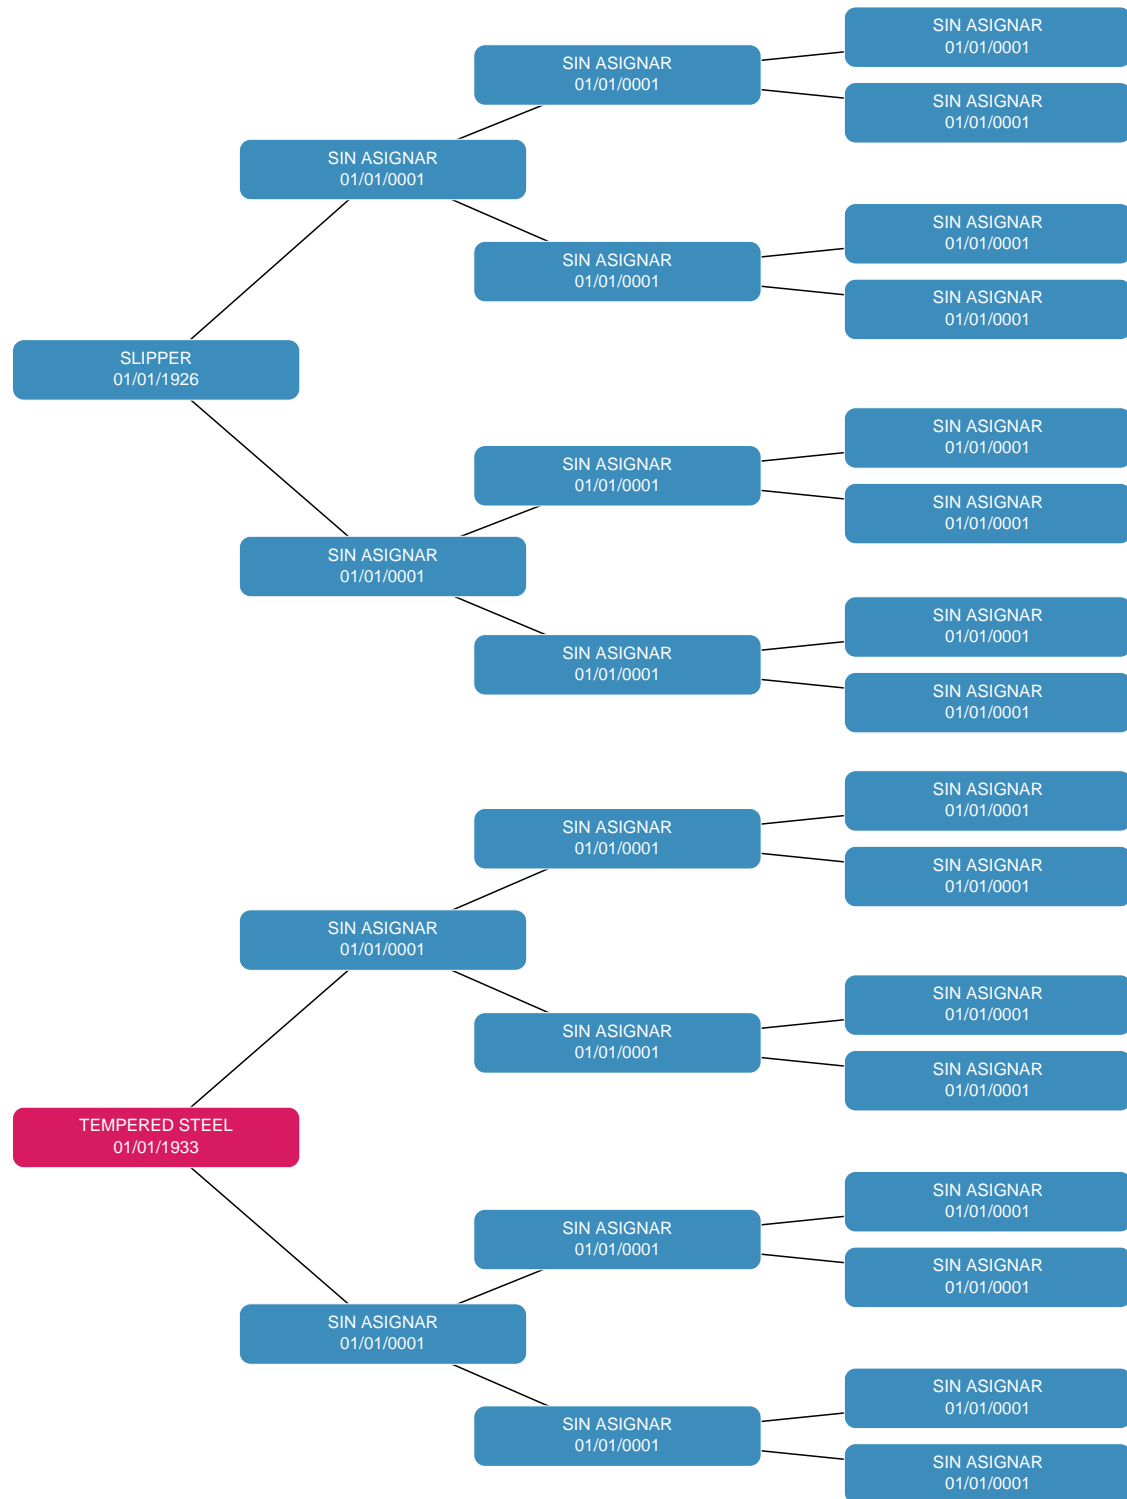 SIN ASIGNAR
01/01/0001
SIN ASIGNAR
01/01/0001
SIN ASIGNAR
01/01/0001
SIN ASIGNAR
01/01/0001
SIN ASIGNAR
01/01/0001
SIN ASIGNAR
01/01/0001
SIN ASIGNAR
01/01/0001
SLIPPER
01/01/1926
SIN ASIGNAR
01/01/0001
SIN ASIGNAR
01/01/0001
SIN ASIGNAR
01/01/0001
SIN ASIGNAR
01/01/0001
SIN ASIGNAR
01/01/0001
SIN ASIGNAR
01/01/0001
SIN ASIGNAR
01/01/0001
SIN ASIGNAR
01/01/0001
SIN ASIGNAR
01/01/0001
SIN ASIGNAR
01/01/0001
SIN ASIGNAR
01/01/0001
SIN ASIGNAR
01/01/0001
SIN ASIGNAR
01/01/0001
SIN ASIGNAR
01/01/0001
TEMPERED STEEL
01/01/1933
SIN ASIGNAR
01/01/0001
SIN ASIGNAR
01/01/0001
SIN ASIGNAR
01/01/0001
SIN ASIGNAR
01/01/0001
SIN ASIGNAR
01/01/0001
SIN ASIGNAR
01/01/0001
SIN ASIGNAR
01/01/0001